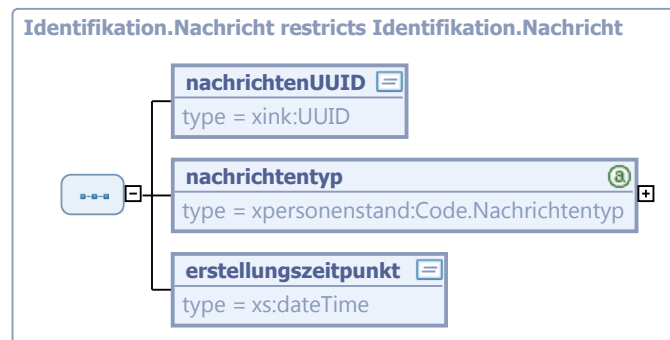 Identifikation.Nachricht restricts Identifikation.Nachricht
nachrichtenUUID
type = xink:UUID
nachrichtentyp
a
type = xpersonenstand:Code.Nachrichtentyp
erstellungszeitpunkt
type = xs:dateTime